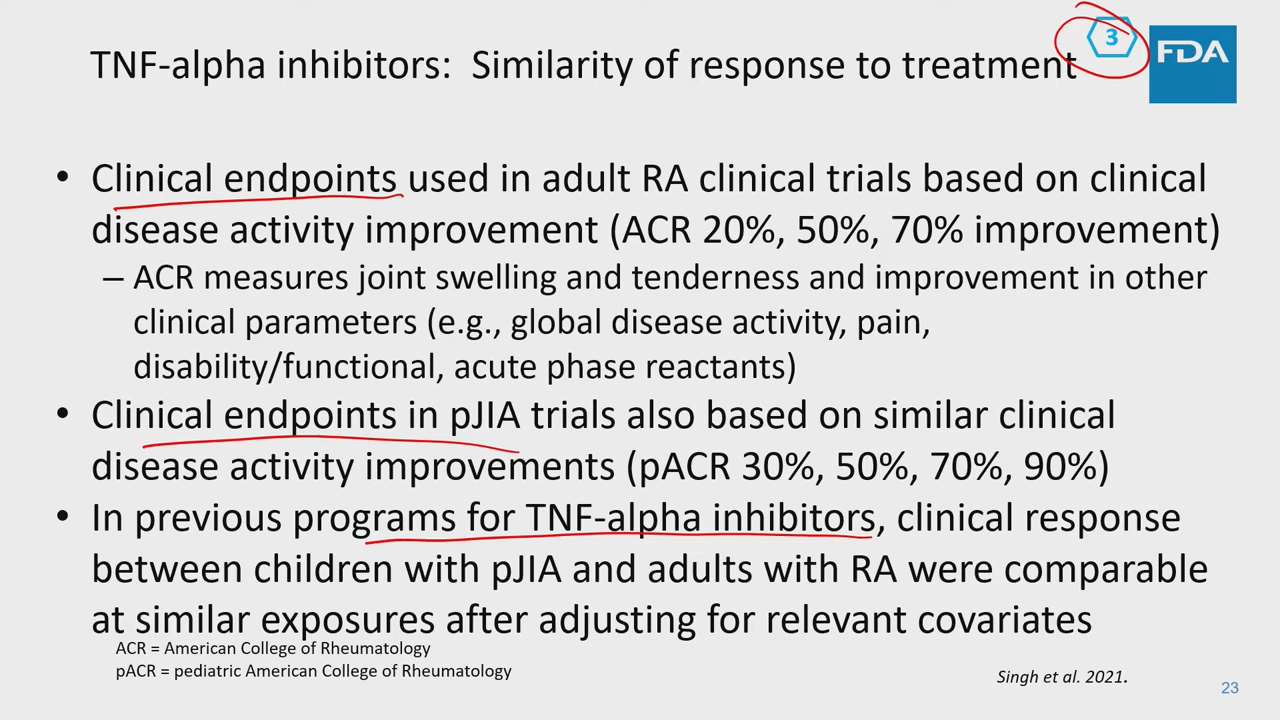 TNF-alpha inhibitors: Similarity of response to treatment
3
FDA
• Clinical endpoints used in adult RA clinical trials based on clinical
disease activity improvement (ACR 20%, 50%, 70% improvement)
– ACR measures joint swelling and tenderness and improvement in other
clinical parameters (e.g., global disease activity, pain,
disability/functional, acute phase reactants)
• Clinical endpoints in pJIA trials also based on similar clinical
disease activity improvements (pACR 30%, 50%, 70%, 90%)
• In previous programs for TNF-alpha inhibitors, clinical response
between children with pJIA and adults with RA were comparable
at similar exposures after adjusting for relevant covariates
ACR = American College of Rheumatology
pACR = pediatric American College of Rheumatology
Singh et al. 2021.
23